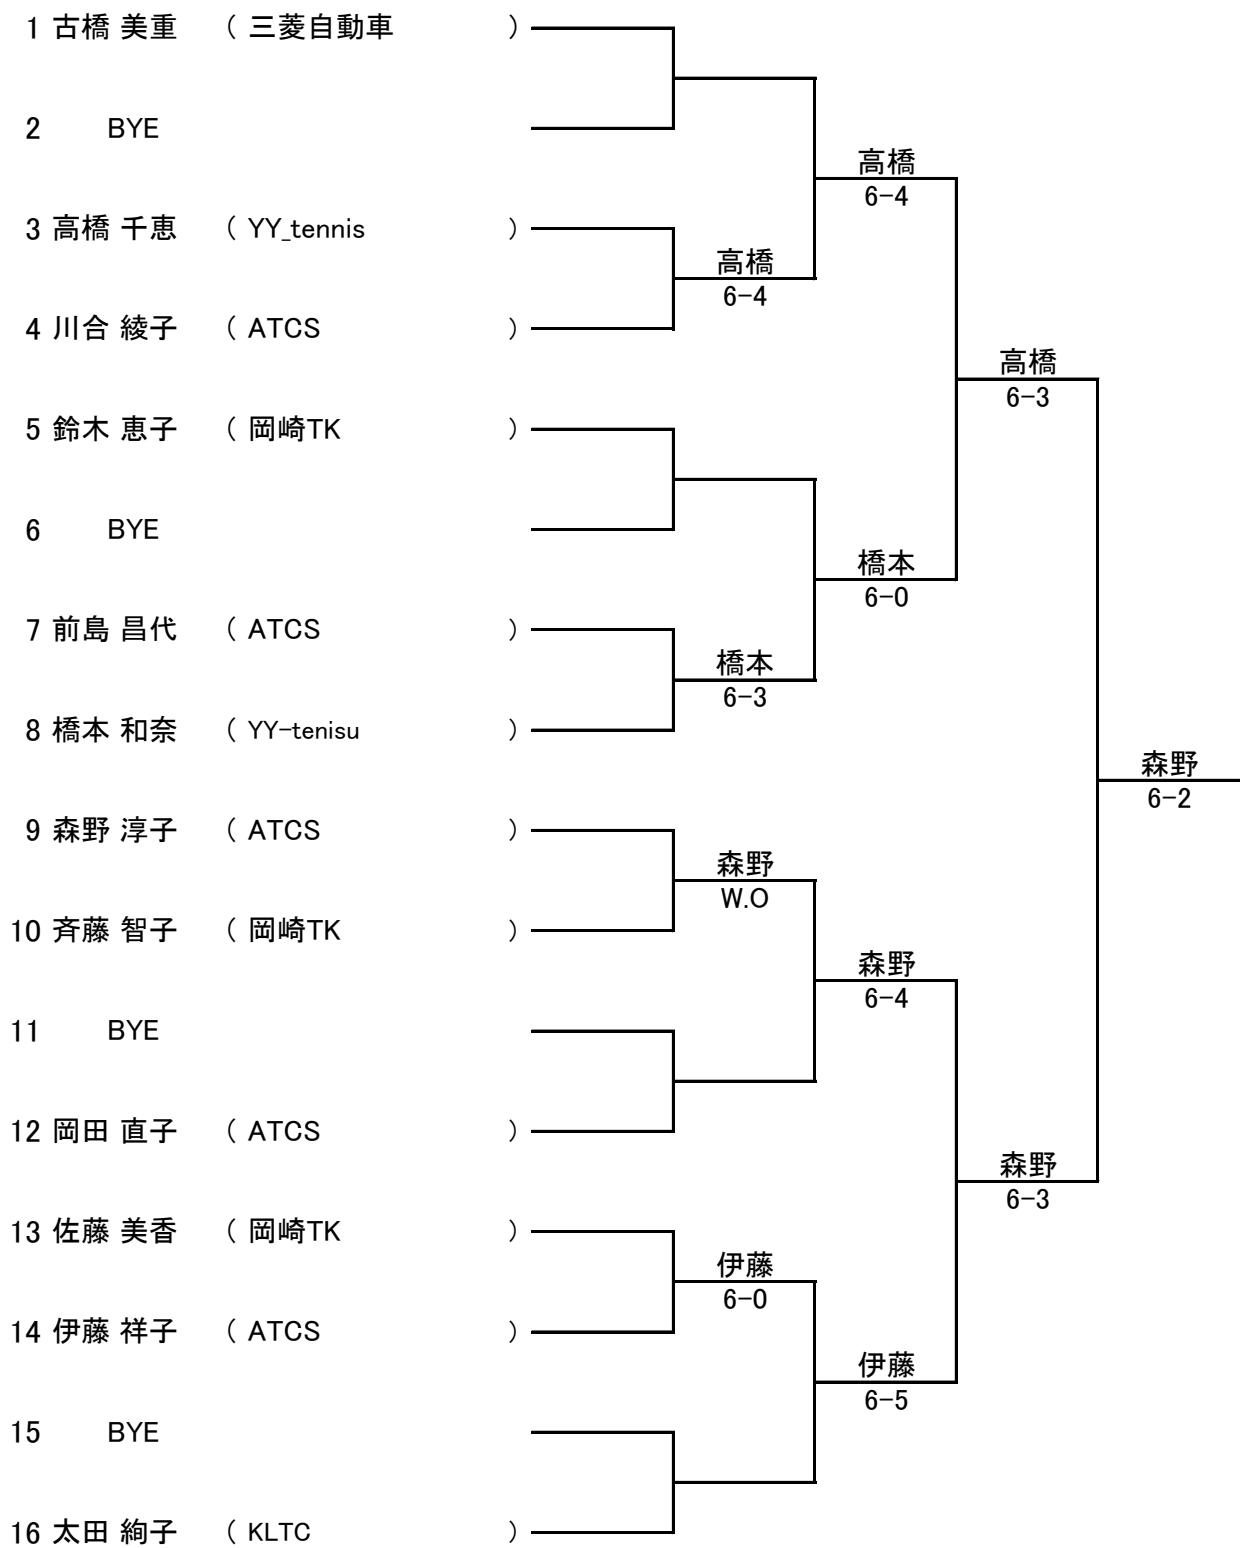 1 古橋 美重 （ 三菱自動車 ）
2 BYE
高橋
6-4
3 高橋 千恵 （ YY_tennis ）
高橋
6-4
4 川合 綾子 （ ATCS ）
高橋
6-3
5 鈴木 恵子 （ 岡崎TK ）
6 BYE
橋本
6-0
7 前島 昌代 （ ATCS ）
橋本
6-3
8 橋本 和奈 （ YY-tenisu ）
森野
6-2
9 森野 淳子 （ ATCS ）
森野
W.O
10 斉藤 智子 （ 岡崎TK ）
森野
6-4
11 BYE
12 岡田 直子 （ ATCS ）
森野
6-3
13 佐藤 美香 （ 岡崎TK ）
伊藤
6-0
14 伊藤 祥子 （ ATCS ）
伊藤
6-5
15 BYE
16 太田 絢子 （ KLTC ）